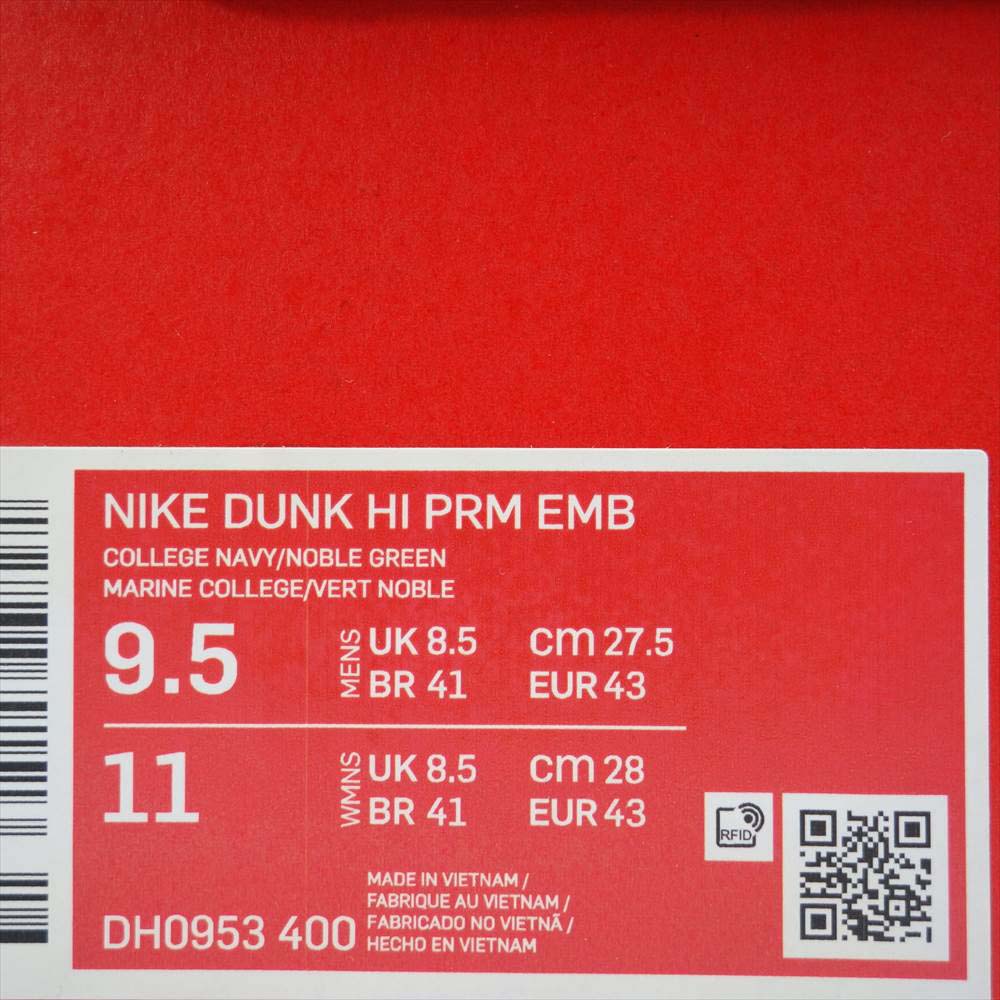 NIKE DUNK HI PRM EMB
COLLEGE NAVY/NOBLE GREEN
MARINE COLLEGE/VERT NOBLE
9.5 MENS UK 8.5 cm 27.5
BR 41 EUR 43
11 WMNS UK 8.5 cm 28
BR 41 EUR 43
RFID
MADE IN VIETNAM /
FABRIQUE AU VIETNAM /
FABRICADO NO VIETNÃ /
HECHO EN VIETNAM
DH0953 400